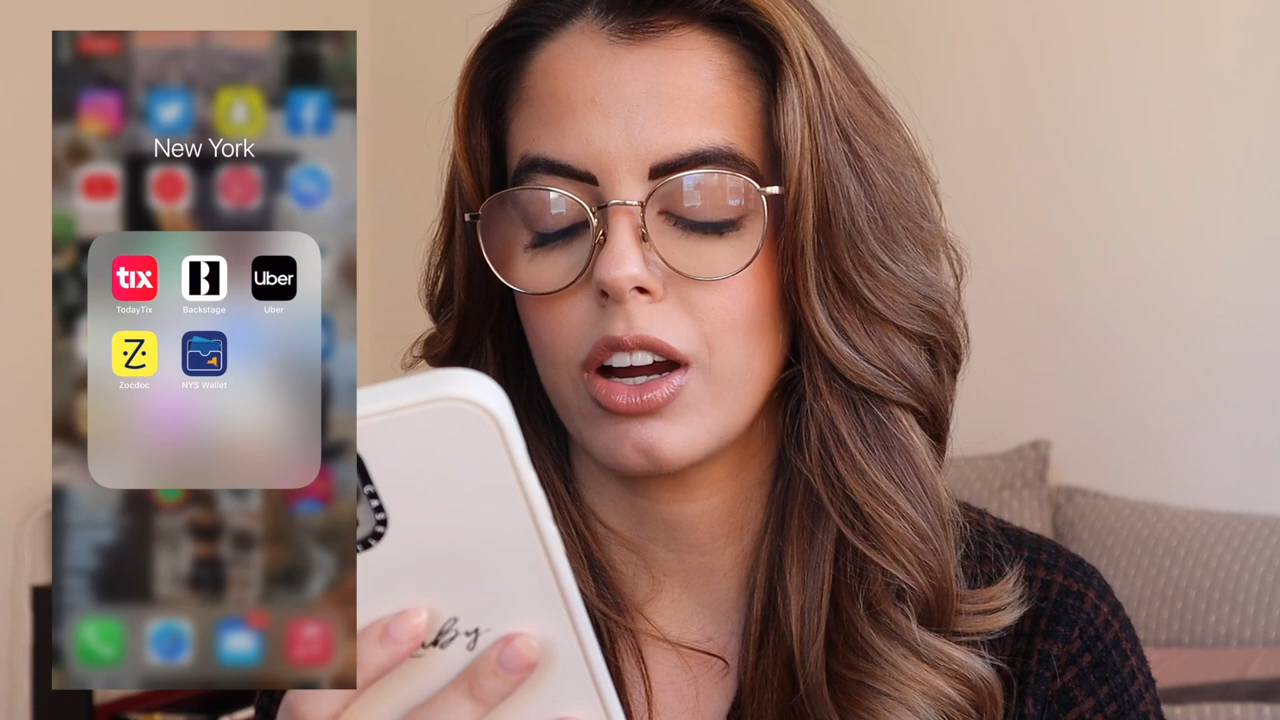 New York
tix
B
Uber
TodayTix
Backstage
Uber
Z
Zocdoc
NYS Wallet